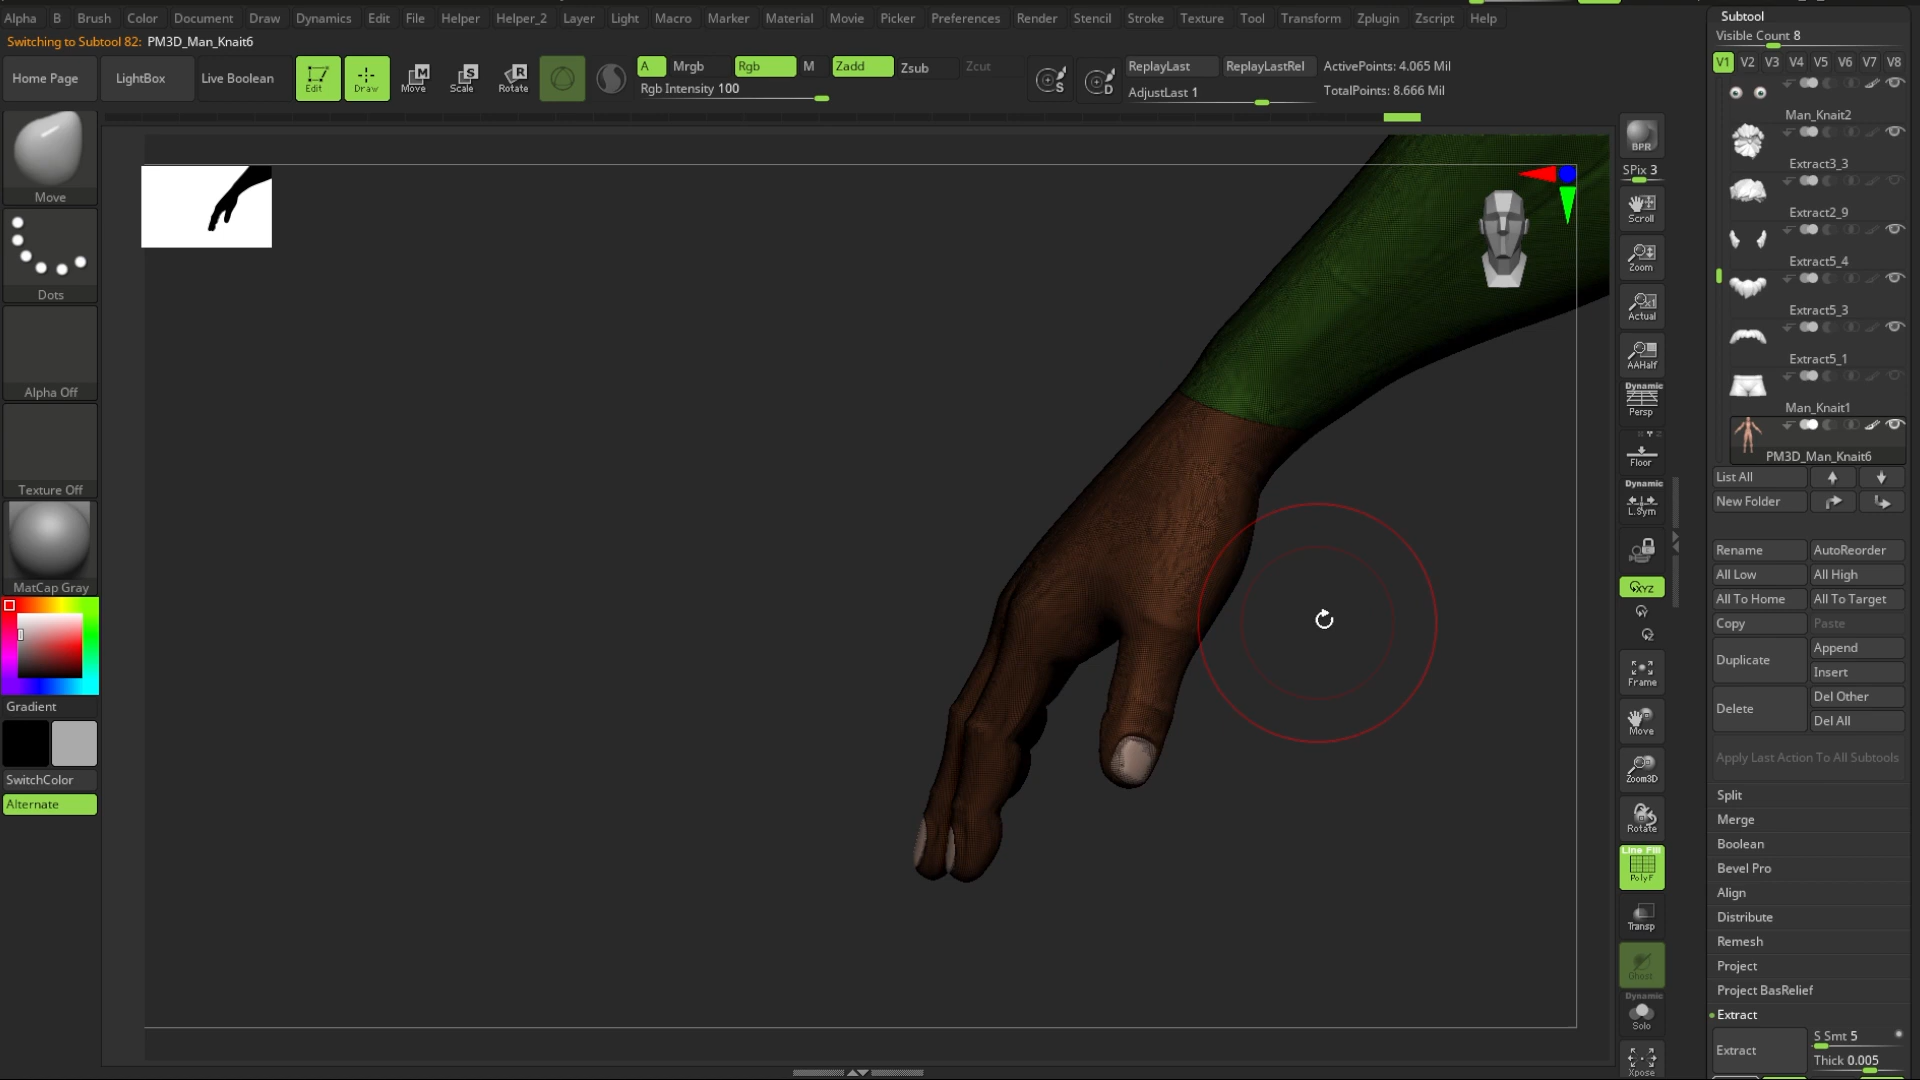 Alpha B Brush Color Document Draw Dynamics Edit File Helper Helper_2 Layer Light Macro Marker Material Movie Picker Preferences Render Stencil Stroke Texture Tool Transform Zplugin Zscript Help
Switching to Subtool 82: PM3D_Man_Knait6
Home Page
LightBox
Live Boolean
Edit
Draw
Move
Scale
Rotate
A Mrgb Rgb M Zadd Zsub Zcut
Rgb Intensity 100
ReplayLast ReplayLastRel
AdjustLast 1
ActivePoints: 4.065 Mil
TotalPoints: 8.666 Mil
Move
Dots
Alpha Off
Texture Off
MatCap Gray
Gradient
SwitchColor
Alternate
BPR
SPix 3
Scroll
Zoom
Actual
AAHalf
Dynamic
Persp
Floor
Dynamic
L.Sym
XYZ
Frame
Move
Zoom3D
Rotate
Line Fill
PolyF
Transp
Ghost
Dynamic
Solo
Xpose
Subtool
Visible Count 8
V1 V2 V3 V4 V5 V6 V7 V8
Man_Knait2
Extract3_3
Extract2_9
Extract5_4
Extract5_3
Extract5_1
Man_Knait1
PM3D_Man_Knait6
List All
New Folder
Rename AutoReorder
All Low All High
All To Home All To Target
Copy Paste
Duplicate Append
Insert
Delete Del Other
Del All
Apply Last Action To All Subtools
Split
Merge
Boolean
Bevel Pro
Align
Distribute
Remesh
Project
Project BasRelief
Extract
Extract S Smt 5
Thick 0.005